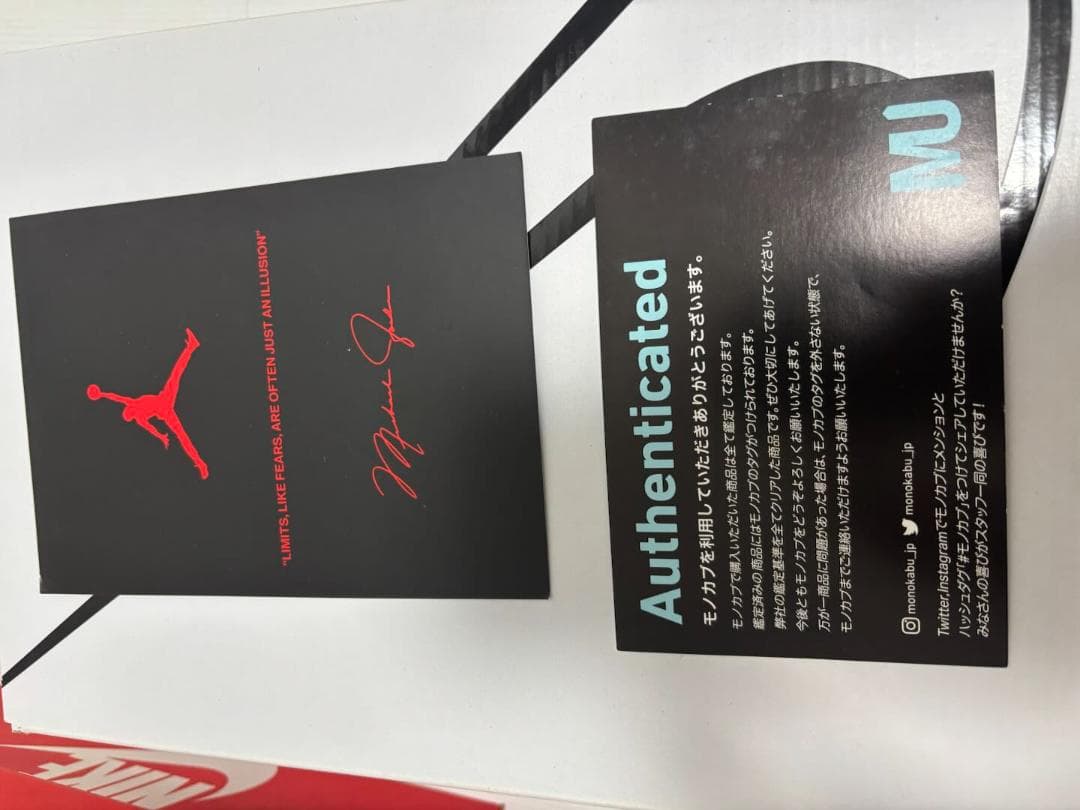 "LIMITS, LIKE FEARS, ARE OFTEN JUST AN ILLUSION"
Authenticated
モノカブを利用していただきありがとうございます。
モノカブで購入いただいた商品は全て鑑定しております。
鑑定済みの商品にはモノカブのタグがつけられております。
弊社の鑑定基準を全てクリアした商品です。ぜひ大切にしてあげてください。
今後ともモノカブをどうぞよろしくお願いいたします。
万が一商品に問題があった場合は、モノカブのタグを外さない状態で、
モノカブまでご連絡いただけますようお願いいたします。
monokabu_jp monokabu_jp
Twitter,Instagramでモノカブにメンションと
ハッシュタグ「#モノカブ」をつけてシェアしていただけませんか?
みなさんの喜びがスタッフ一同の喜びです!
MU
NIKE